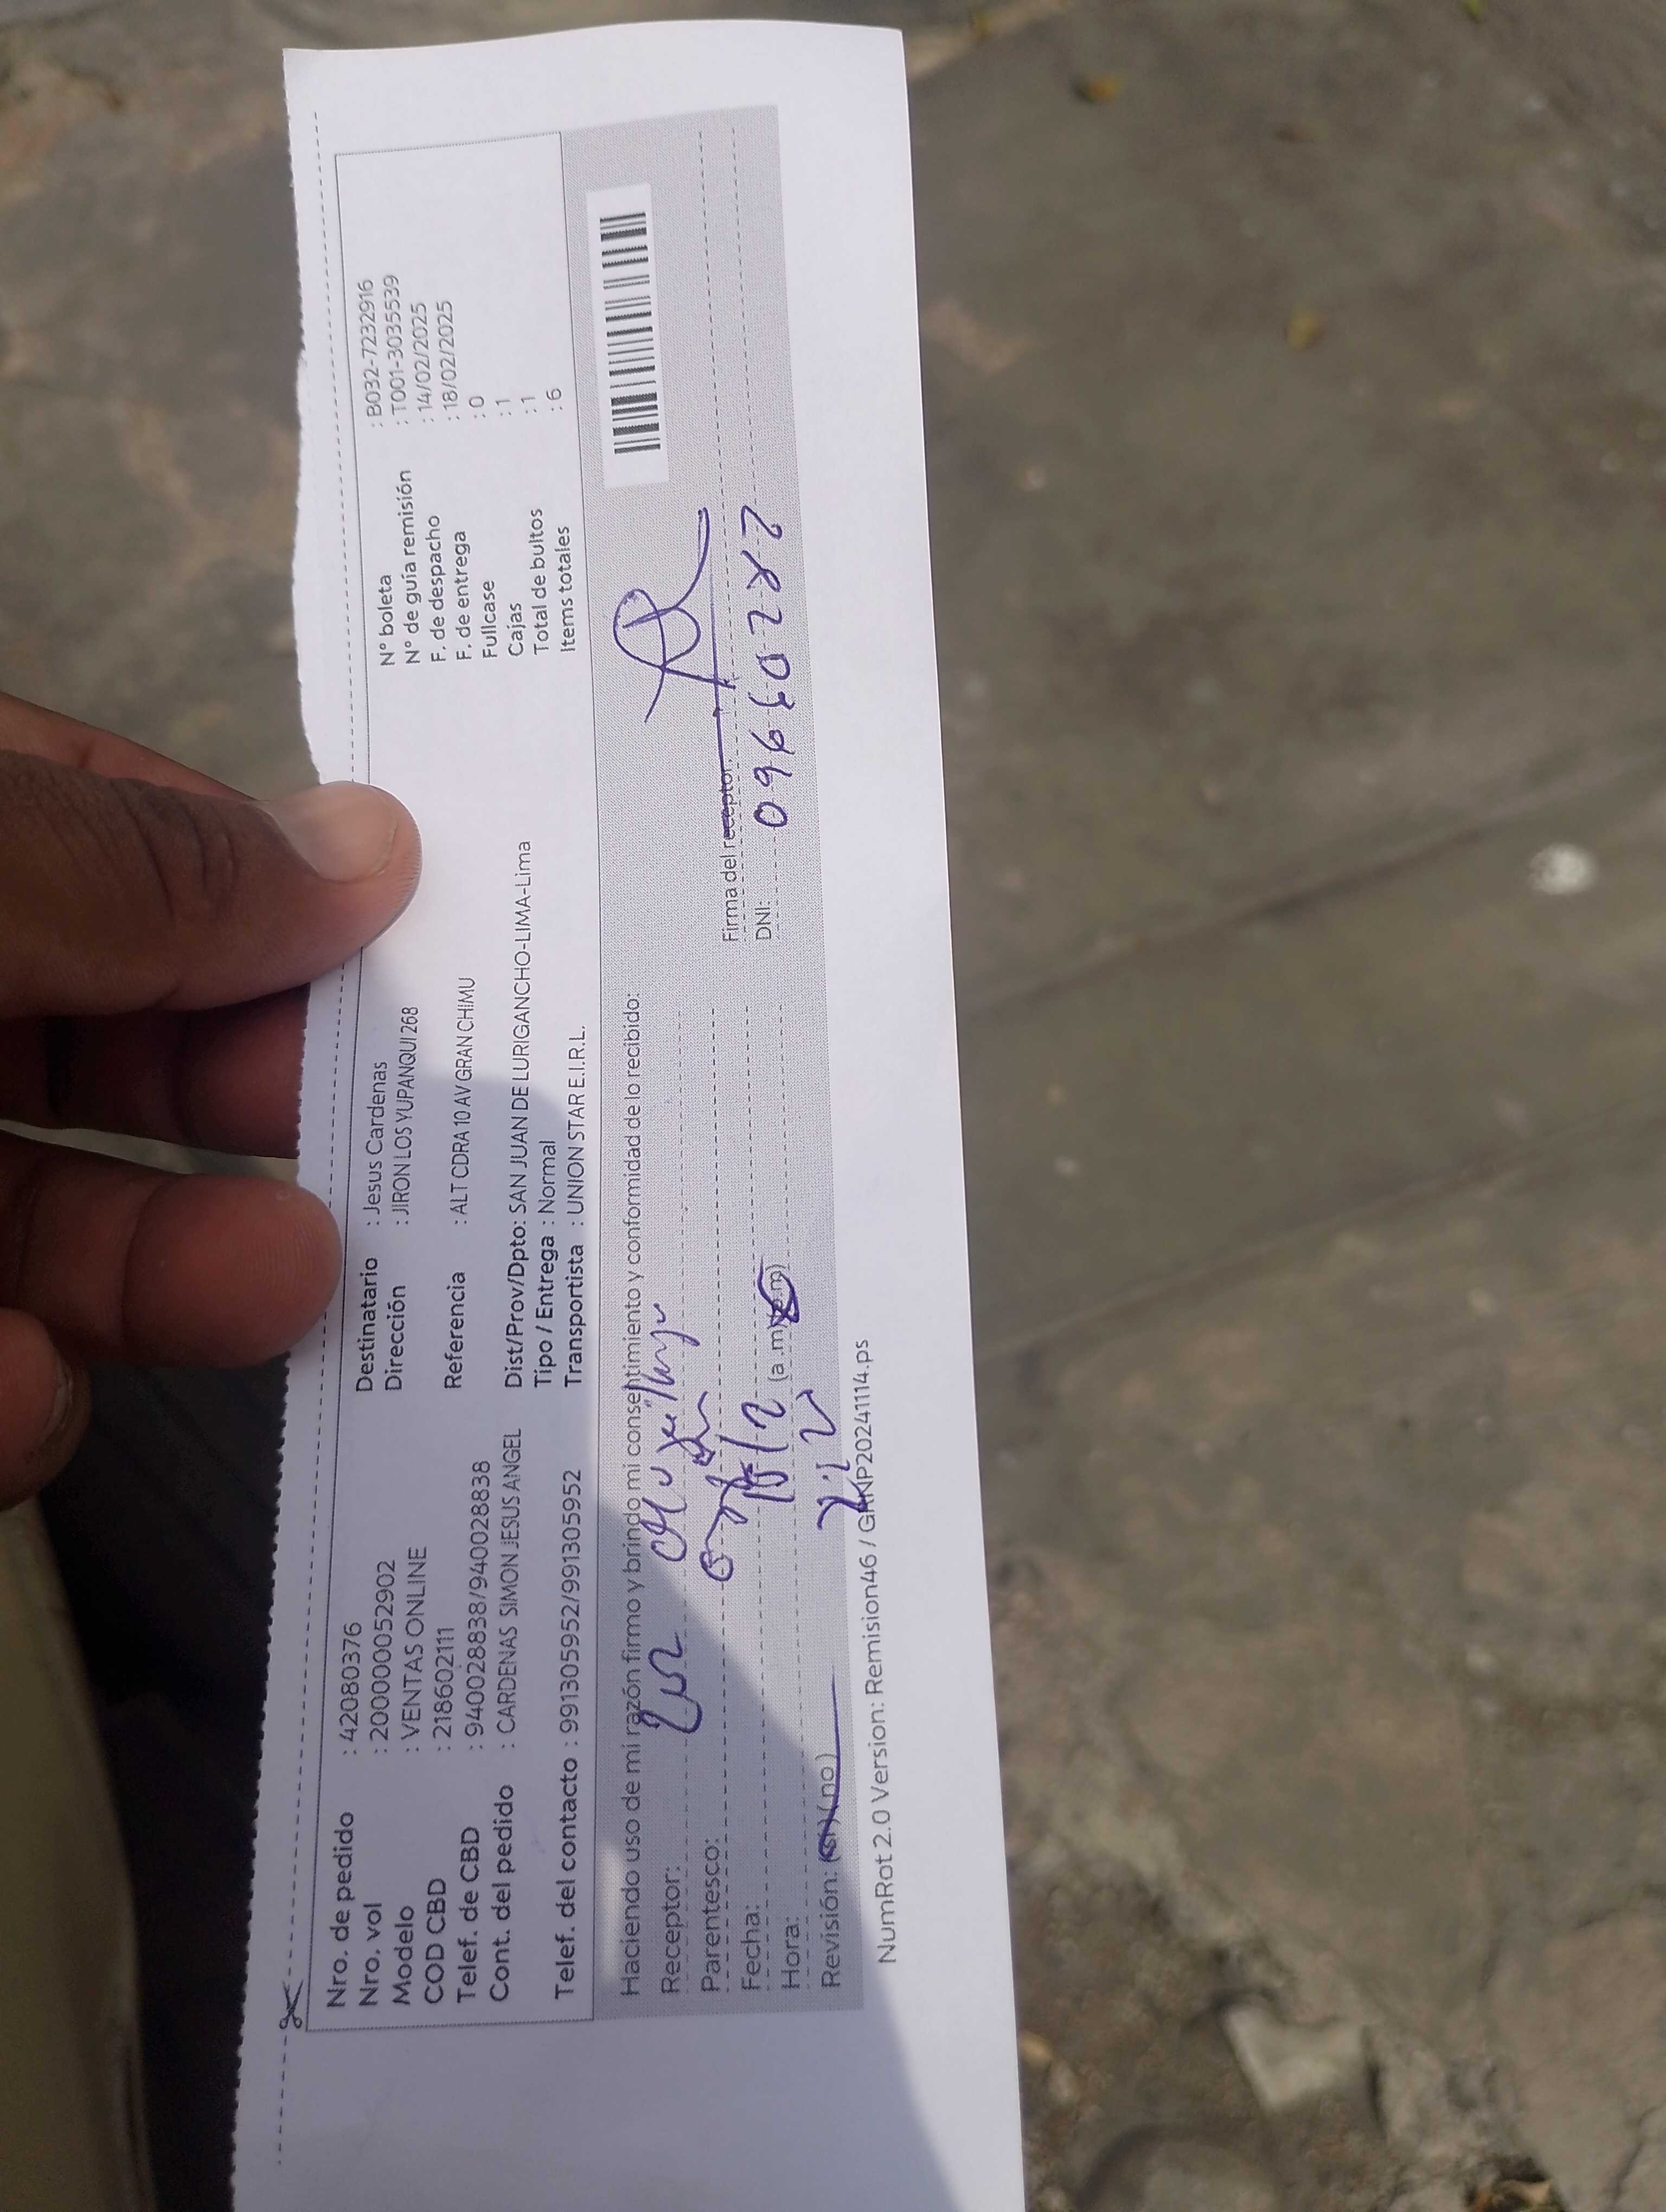 Nro. de pedido : 42080376
Nro. vol : 2000000052902
Modelo : VENTAS ONLINE
COD CBD : 218602111
Telef. de CBD : 940028838/940028838
Cont. del pedido : CARDENAS SIMON JESUS ANGEL
Telef. del contacto : 991305952/991305952
Destinatario : Jesus Cardenas
Dirección : JIRON LOS YUPANQUI 268
Referencia : ALT CDRA 10 AV GRAN CHIMU
Dist/Prov/Dpto: SAN JUAN DE LURIGANCHO-LIMA-Lima
Tipo / Entrega : Normal
Transportista : UNION STAR E.I.R.L.
N° boleta : B032-7232916
N° de guía remisión : T001-3035539
F. de despacho : 14/02/2025
F. de entrega : 18/02/2025
Fullcase : 0
Cajas : 1
Total de bultos : 1
Items totales : 6
Haciendo uso de mi razón firmo y brindo mi consentimiento y conformidad de lo recibido:
Receptor:
Parentesco:
Fecha:
Hora: (a.m)
Revisión: (no)
Firma del receptor:
DNI:
NumRot 2.0 Version: Remision46 / GRNP20241114.ps